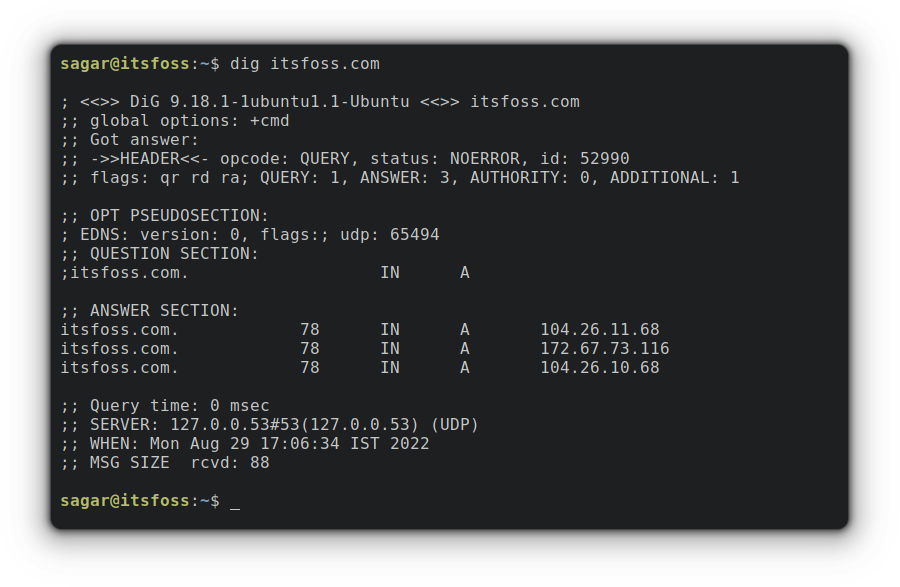 sagar@itsfoss:~$ dig itsfoss.com
; <<>> DiG 9.18.1-1ubuntu1.1-Ubuntu <<>> itsfoss.com
;; global options: +cmd
;; Got answer:
;; ->>HEADER<<- opcode: QUERY, status: NOERROR, id: 52990
;; flags: qr rd ra; QUERY: 1, ANSWER: 3, AUTHORITY: 0, ADDITIONAL: 1
;; OPT PSEUDOSECTION:
; EDNS: version: 0, flags:; udp: 65494
;; QUESTION SECTION:
;itsfoss.com.                   IN      A
;; ANSWER SECTION:
itsfoss.com.            78      IN      A       104.26.11.68
itsfoss.com.            78      IN      A       172.67.73.116
itsfoss.com.            78      IN      A       104.26.10.68
;; Query time: 0 msec
;; SERVER: 127.0.0.53#53(127.0.0.53) (UDP)
;; WHEN: Mon Aug 29 17:06:34 IST 2022
;; MSG SIZE  rcvd: 88
sagar@itsfoss:~$ _